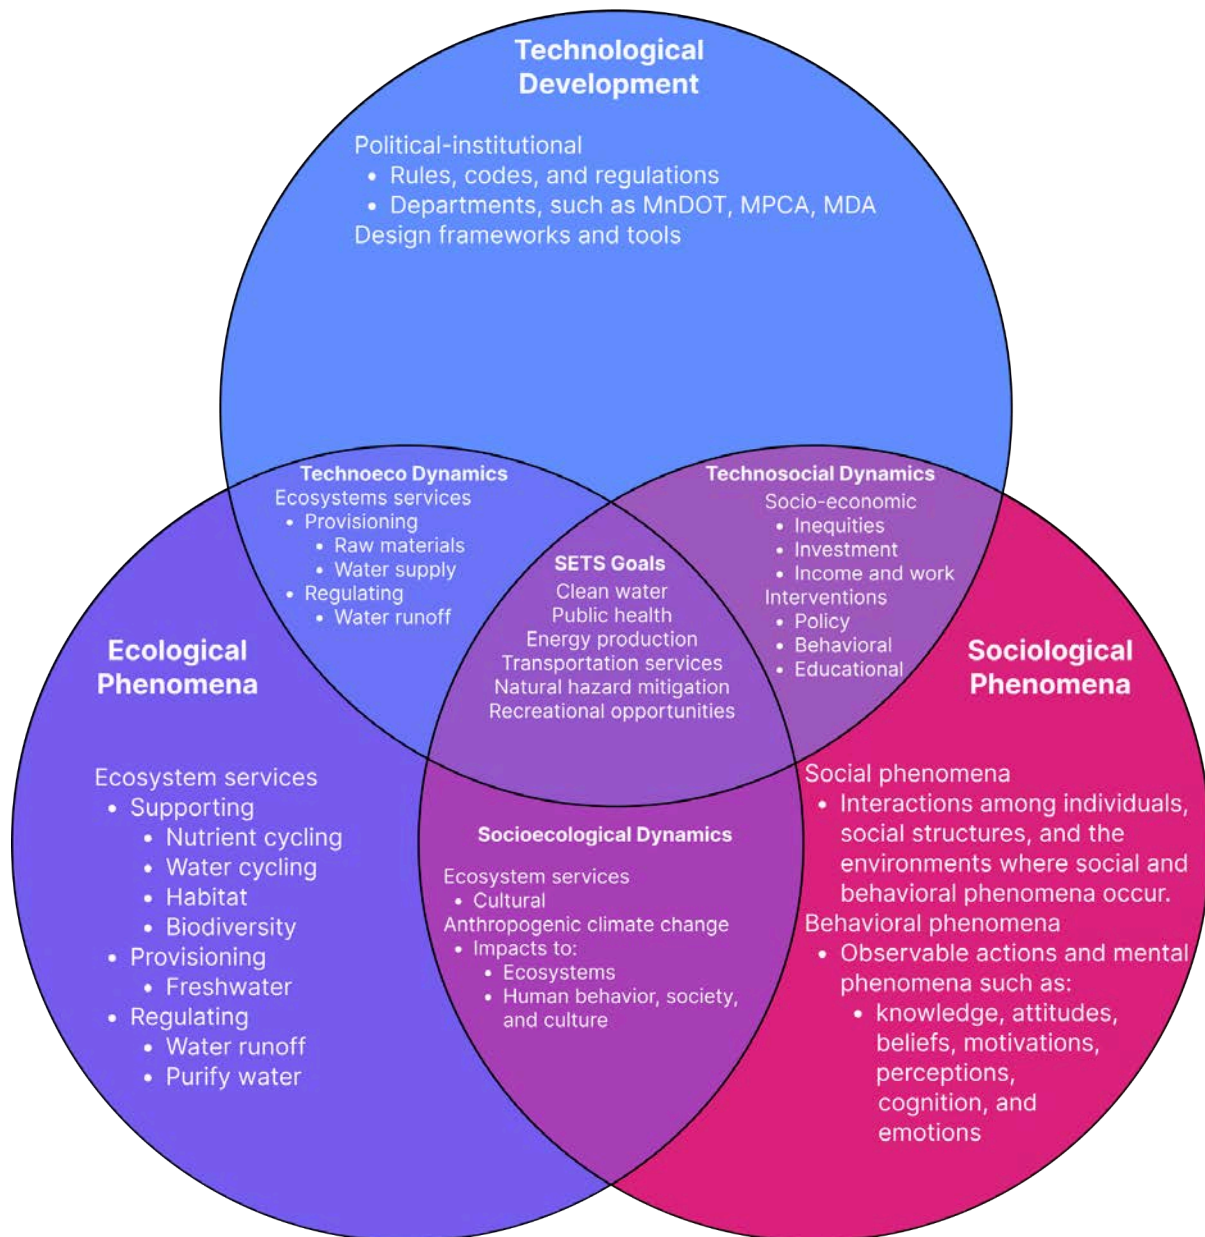 Technological
Development
Political-institutional
• Rules, codes, and regulations
• Departments, such as MnDOT, MPCA, MDA
Design frameworks and tools
Technoeco Dynamics
Ecosystems services
• Provisioning
• Raw materials
• Water supply
• Regulating
• Water runoff
Technosocial Dynamics
Socio-economic
• Inequities
• Investment
• Income and work
Interventions
• Policy
• Behavioral
• Educational
SETS Goals
Clean water
Public health
Energy production
Transportation services
Natural hazard mitigation
Recreational opportunities
Ecological
Phenomena
Ecosystem services
• Supporting
• Nutrient cycling
• Water cycling
• Habitat
• Biodiversity
• Provisioning
• Freshwater
• Regulating
• Water runoff
• Purify water
Socioecological Dynamics
Ecosystem services
• Cultural
Anthropogenic climate change
• Impacts to:
• Ecosystems
• Human behavior, society,
and culture
Sociological
Phenomena
Social phenomena
• Interactions among individuals,
social structures, and the
environments where social and
behavioral phenomena occur.
Behavioral phenomena
• Observable actions and mental
phenomena such as:
• knowledge, attitudes,
beliefs, motivations,
perceptions,
cognition, and
emotions